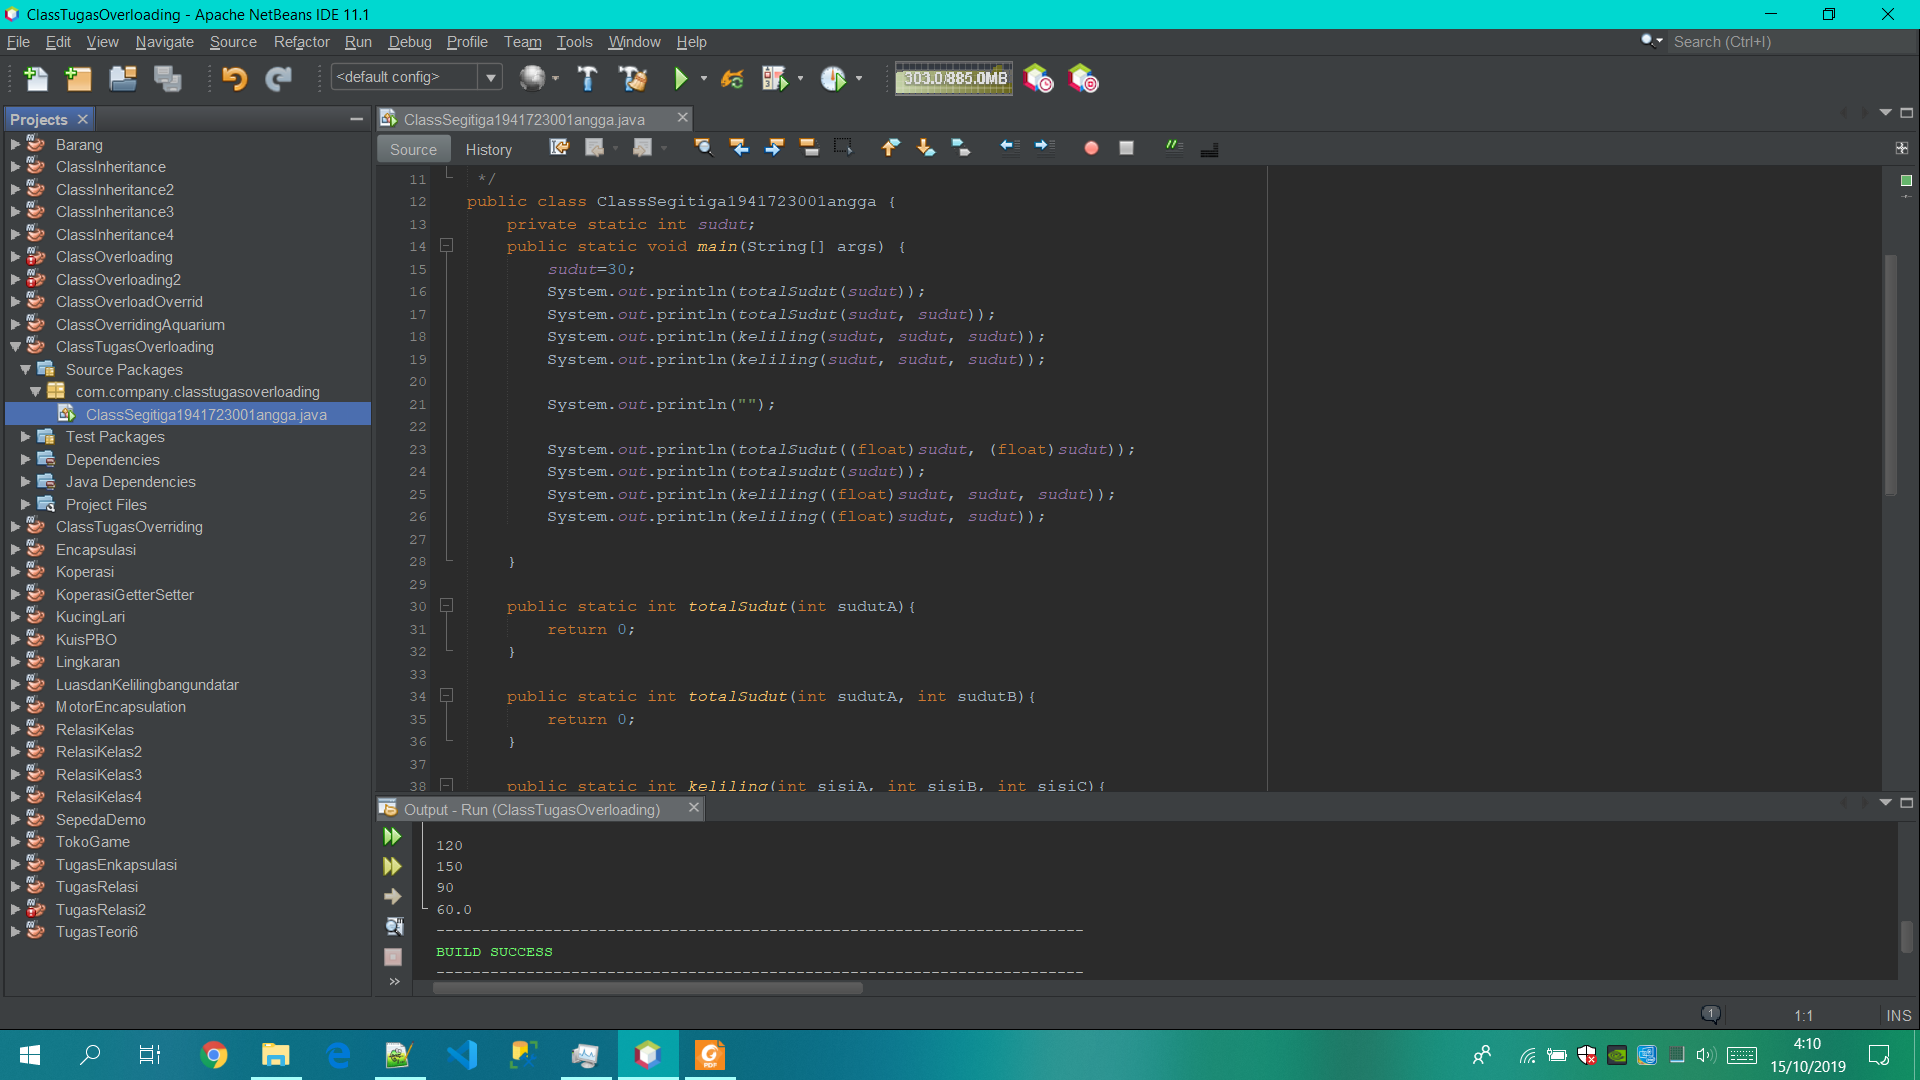 ClassTugasOverloading - Apache NetBeans IDE 11.1
File Edit View Navigate Source Refactor Run Debug Profile Team Tools Window Help
Search (Ctrl+I)
<default config>
303.0/885.0MB
Projects
ClassSegitiga1941723001angga.java
Source History
Barang
ClassInheritance
ClassInheritance2
ClassInheritance3
ClassInheritance4
ClassOverloading
ClassOverloading2
ClassOverloadOverrid
ClassOverridingAquarium
ClassTugasOverloading
Source Packages
com.company.classtugasoverloading
ClassSegitiga1941723001angga.java
Test Packages
Dependencies
Java Dependencies
Project Files
ClassTugasOverriding
Encapsulasi
Koperasi
KoperasiGetterSetter
KucingLari
KuisPBO
Lingkaran
LuasdanKelilingbangundatar
MotorEncapsulation
RelasiKelas
RelasiKelas2
RelasiKelas3
RelasiKelas4
SepedaDemo
TokoGame
TugasEnkapsulasi
TugasRelasi
TugasRelasi2
TugasTeori6
11 */
12 public class ClassSegitiga1941723001angga {
13 private static int sudut;
14 public static void main(String[] args) {
15 sudut=30;
16 System.out.println(totalSudut(sudut));
17 System.out.println(totalSudut(sudut, sudut));
18 System.out.println(keliling(sudut, sudut, sudut));
19 System.out.println(keliling(sudut, sudut, sudut));
20
21 System.out.println("");
22
23 System.out.println(totalSudut((float)sudut, (float)sudut));
24 System.out.println(totalsudut(sudut));
25 System.out.println(keliling((float)sudut, sudut, sudut));
26 System.out.println(keliling((float)sudut, sudut));
27
28 }
29
30 public static int totalSudut(int sudutA){
31 return 0;
32 }
33
34 public static int totalSudut(int sudutA, int sudutB){
35 return 0;
36 }
37
38 public static int keliling(int sisiA, int sisiB, int sisiC){
Output - Run (ClassTugasOverloading)
120
150
90
60.0
------------------------------------------------------------------------
BUILD SUCCESS
------------------------------------------------------------------------
1
1:1 INS
4:10
15/10/2019